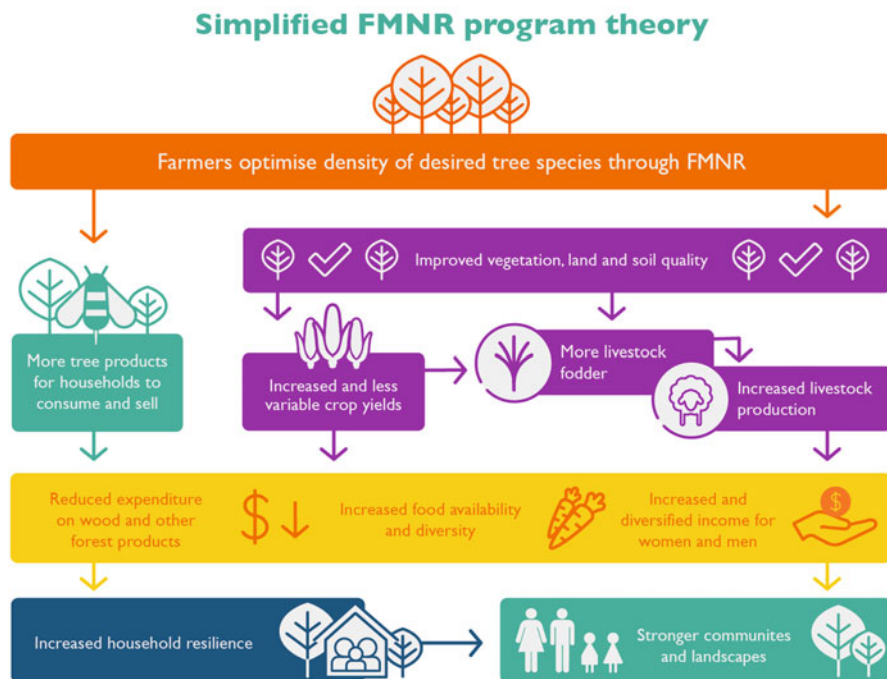 Simplified FMNR program theory
Farmers optimise density of desired tree species through FMNR
Improved vegetation, land and soil quality
More tree products
for households to
consume and sell
Increased and less
variable crop yields
More livestock
fodder
Increased livestock
production
Reduced expenditure
on wood and other
forest products
$
Increased food availability
and diversity
Increased and
diversified income for
women and men
$
Increased household resilience
Stronger communites
and landscapes